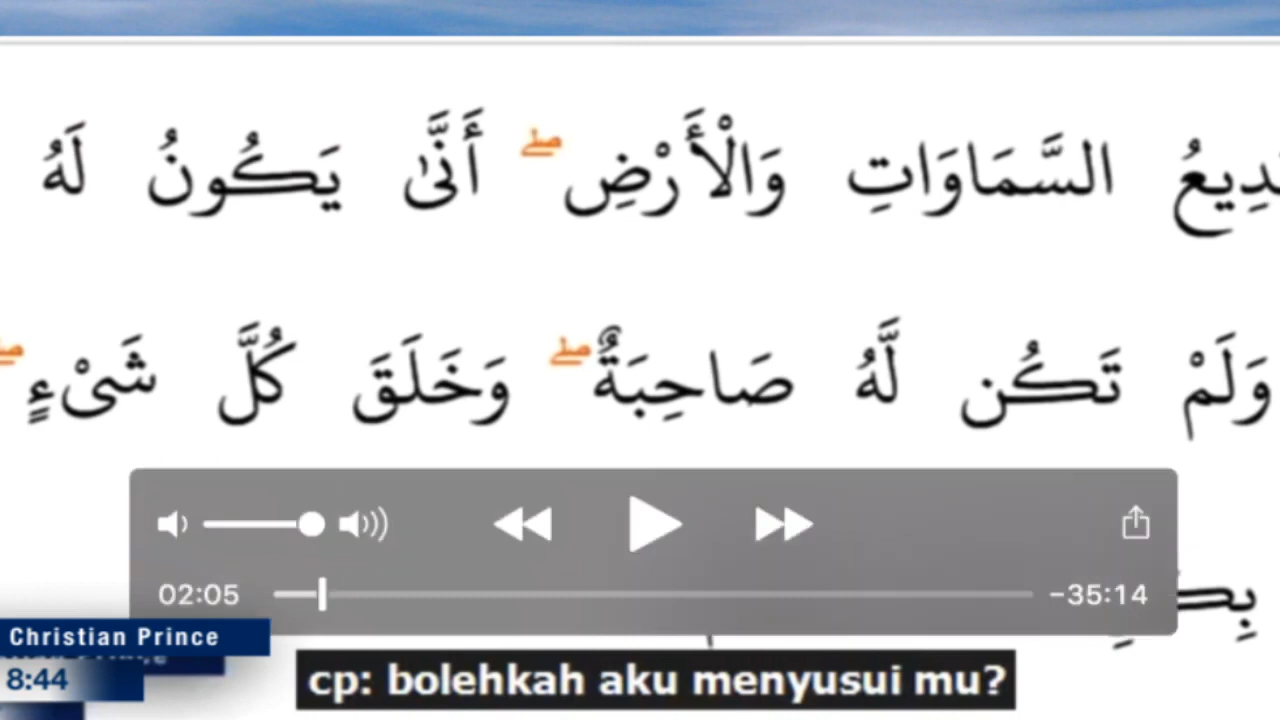 السَّمَاوَاتِ وَالْأَرْضِ ۖ أَنَّىٰ يَكُونُ لَهُ
وَلَمْ تَكُن لَّهُ صَاحِبَةٌ ۖ وَخَلَقَ كُلَّ شَىْءٍ ۖ
02:05
-35:14
Christian Prince
8:44
cp: bolehkah aku menyusui mu?